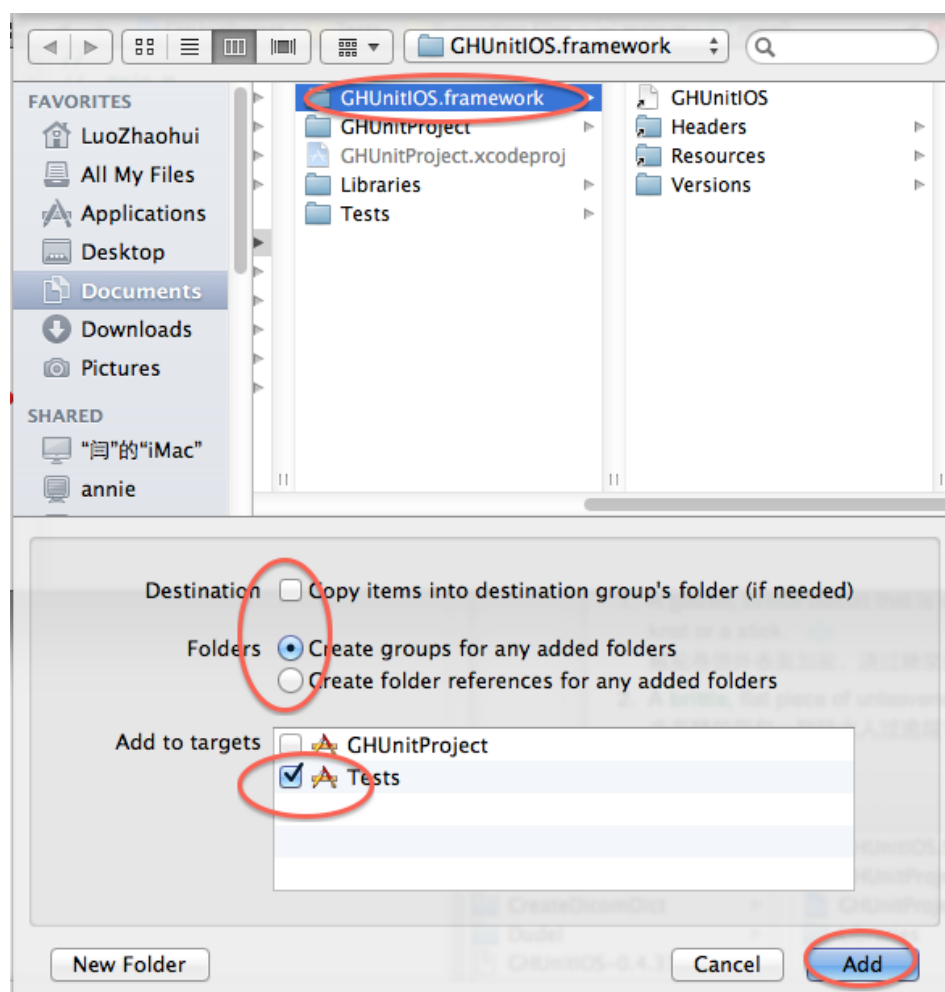 GHUnitIOS.framework
FAVORITES
LuoZhaohui
All My Files
Applications
Desktop
Documents
Downloads
Pictures
SHARED
“闫”的“iMac”
annie
GHUnitIOS.framework
GHUnitProject
GHUnitProject.xcodeproj
Libraries
Tests
GHUnitIOS
Headers
Resources
Versions
Destination Copy items into destination group's folder (if needed)
Folders Create groups for any added folders
Create folder references for any added folders
Add to targets GHUnitProject
Tests
CreateDicomDict
Dudel
New Folder Cancel Add